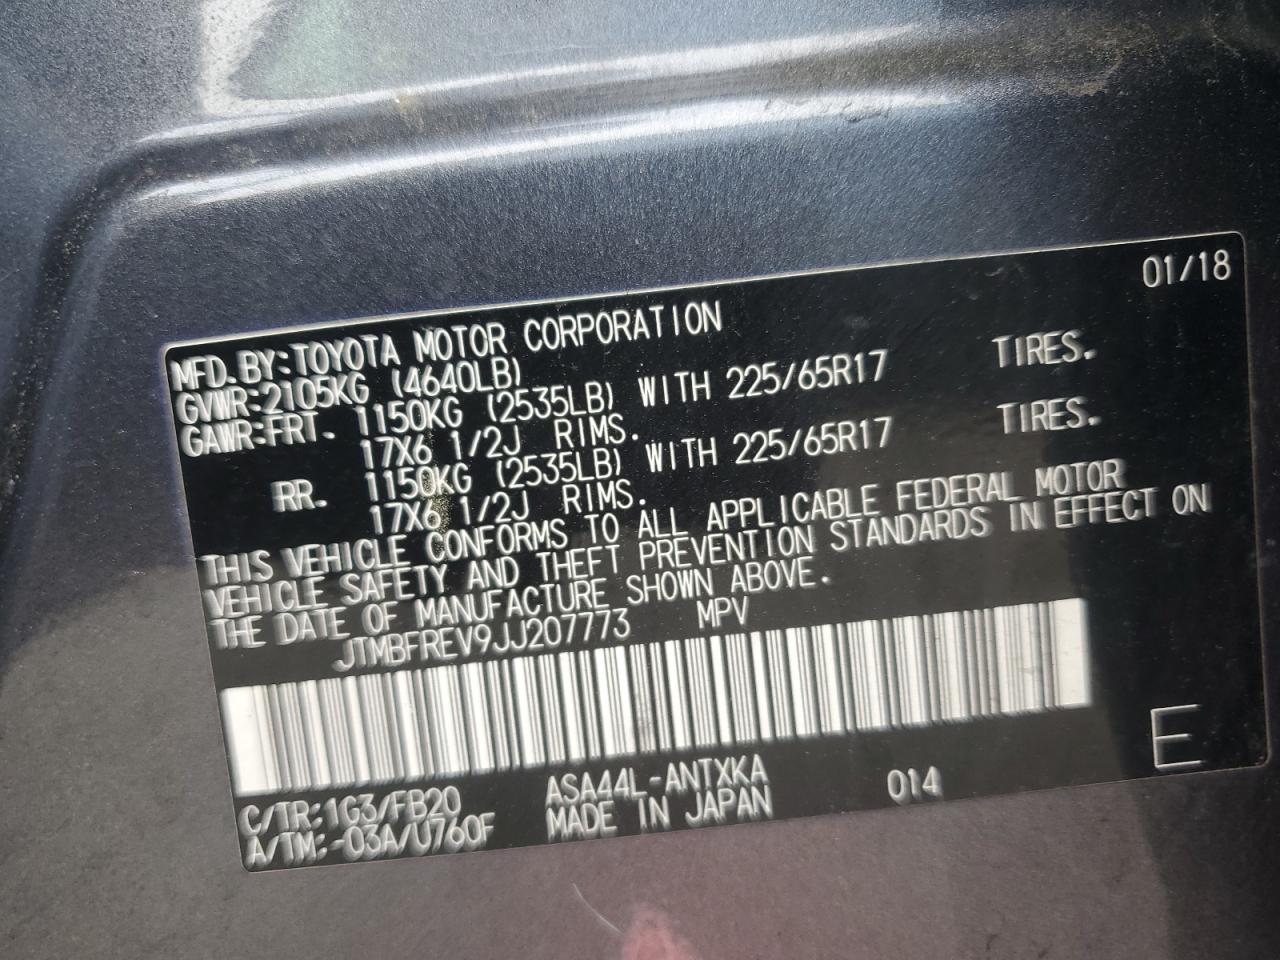 01/18
MFD.BY:TOYOTA MOTOR CORPORATION
GVWR:2105KG (4640LB)
GAWR:FRT. 1150KG (2535LB) WITH 225/65R17 TIRES.
17X6 1/2J RIMS.
RR. 1150KG (2535LB) WITH 225/65R17 TIRES.
17X6 1/2J RIMS.
THIS VEHICLE CONFORMS TO ALL APPLICABLE FEDERAL MOTOR
VEHICLE SAFETY AND THEFT PREVENTION STANDARDS IN EFFECT ON
THE DATE OF MANUFACTURE SHOWN ABOVE.
JTMBFREV9JJ207773 MPV
E
C/TR:1G3/FB20 ASA44L-ANTXKA 014
A/TM:-03A/U760F MADE IN JAPAN